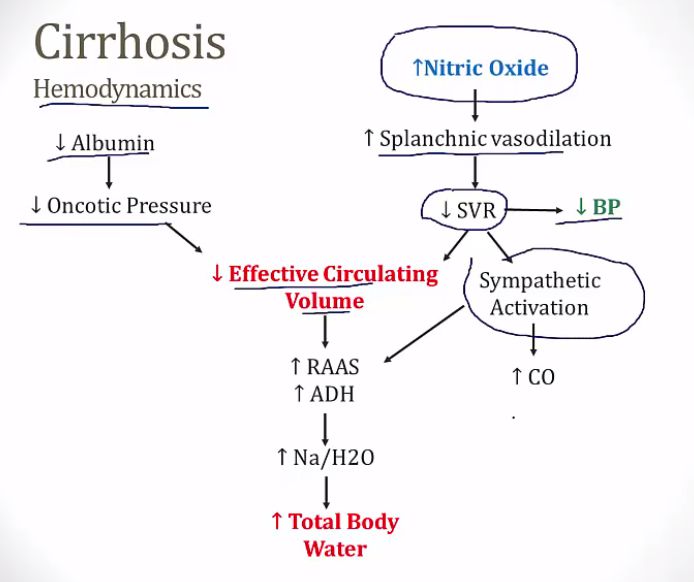 Cirrhosis
Hemodynamics
↑Nitric Oxide
↓ Albumin
↑ Splanchnic vasodilation
↓ Oncotic Pressure
↓ SVR
↓ BP
↓ Effective Circulating
Volume
Sympathetic
Activation
↑ RAAS
↑ ADH
↑ CO
↑ Na/H2O
↑ Total Body
Water